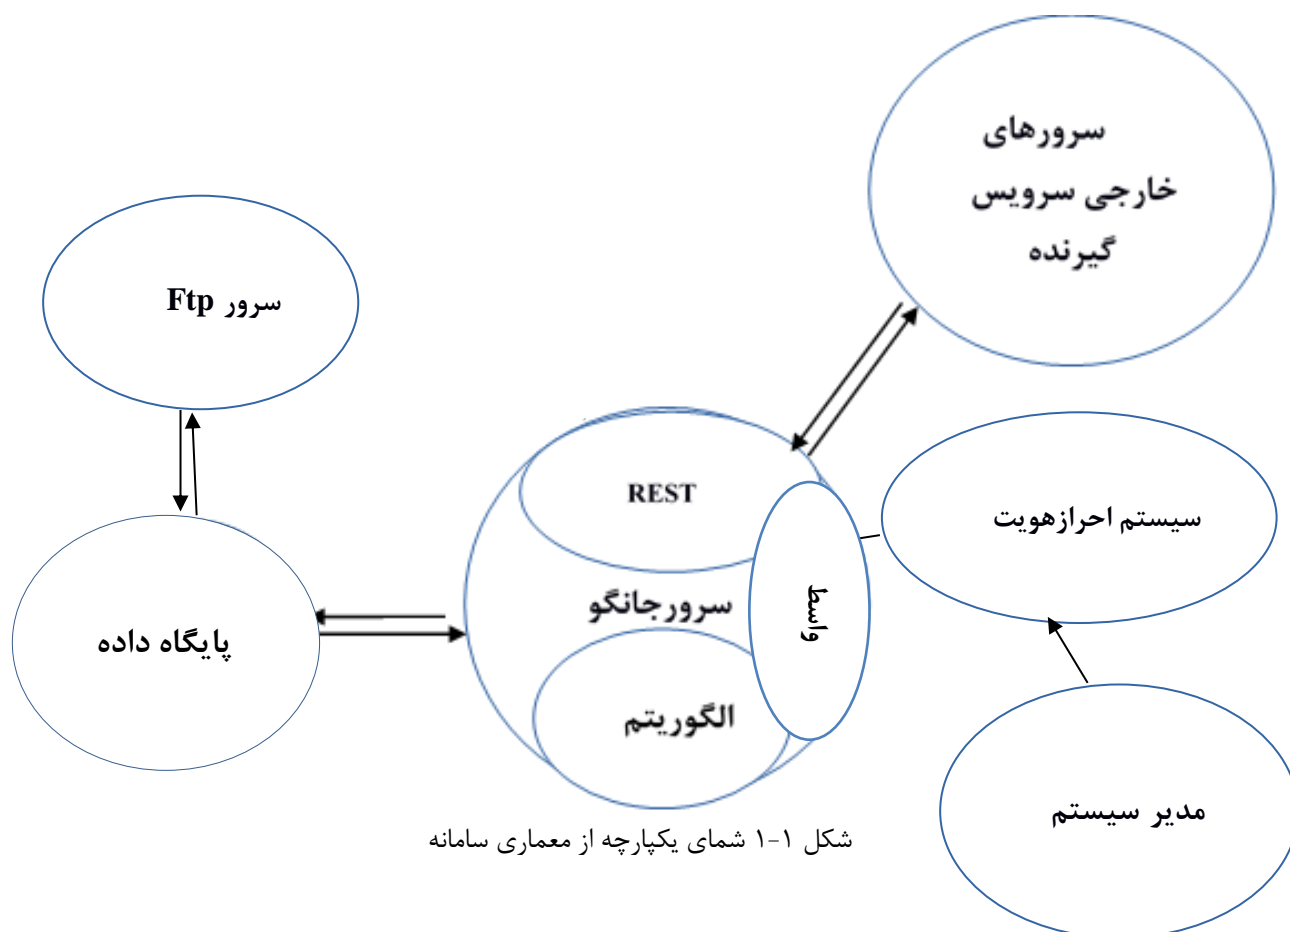 سرورهای
خارجی سرویس
گیرنده
سرور Ftp
REST
سیستم احرازهویت
واسط
سرورجانگو
پایگاه داده
الگوریتم
مدیر سیستم
شکل ۱-۱ شمای یکپارچه از معماری سامانه